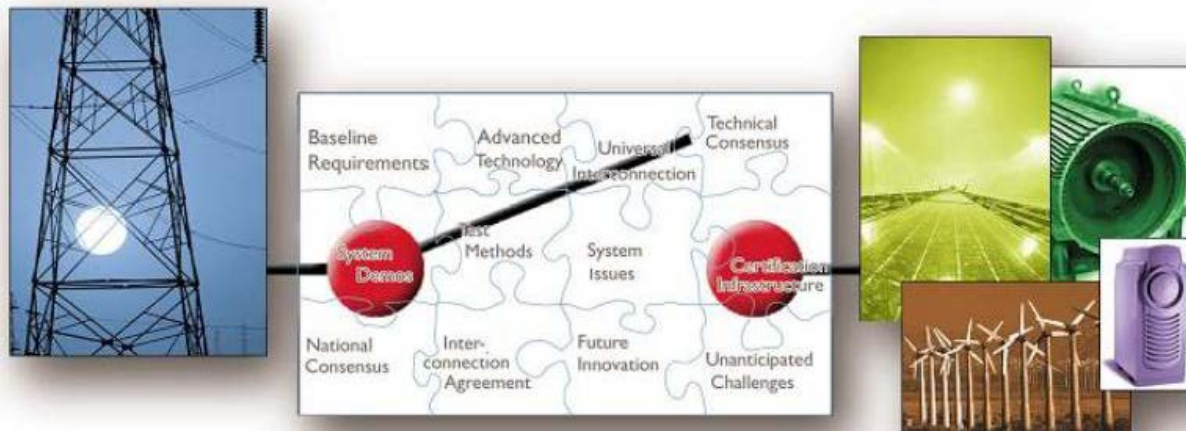 Baseline
Requirements
Advanced
Technology
Universal
Interconnection
Technical
Consensus
System
Demos
Test
Methods
System
Issues
Certification
Infrastructure
National
Consensus
Inter-
connection
Agreement
Future
Innovation
Unanticipated
Challenges